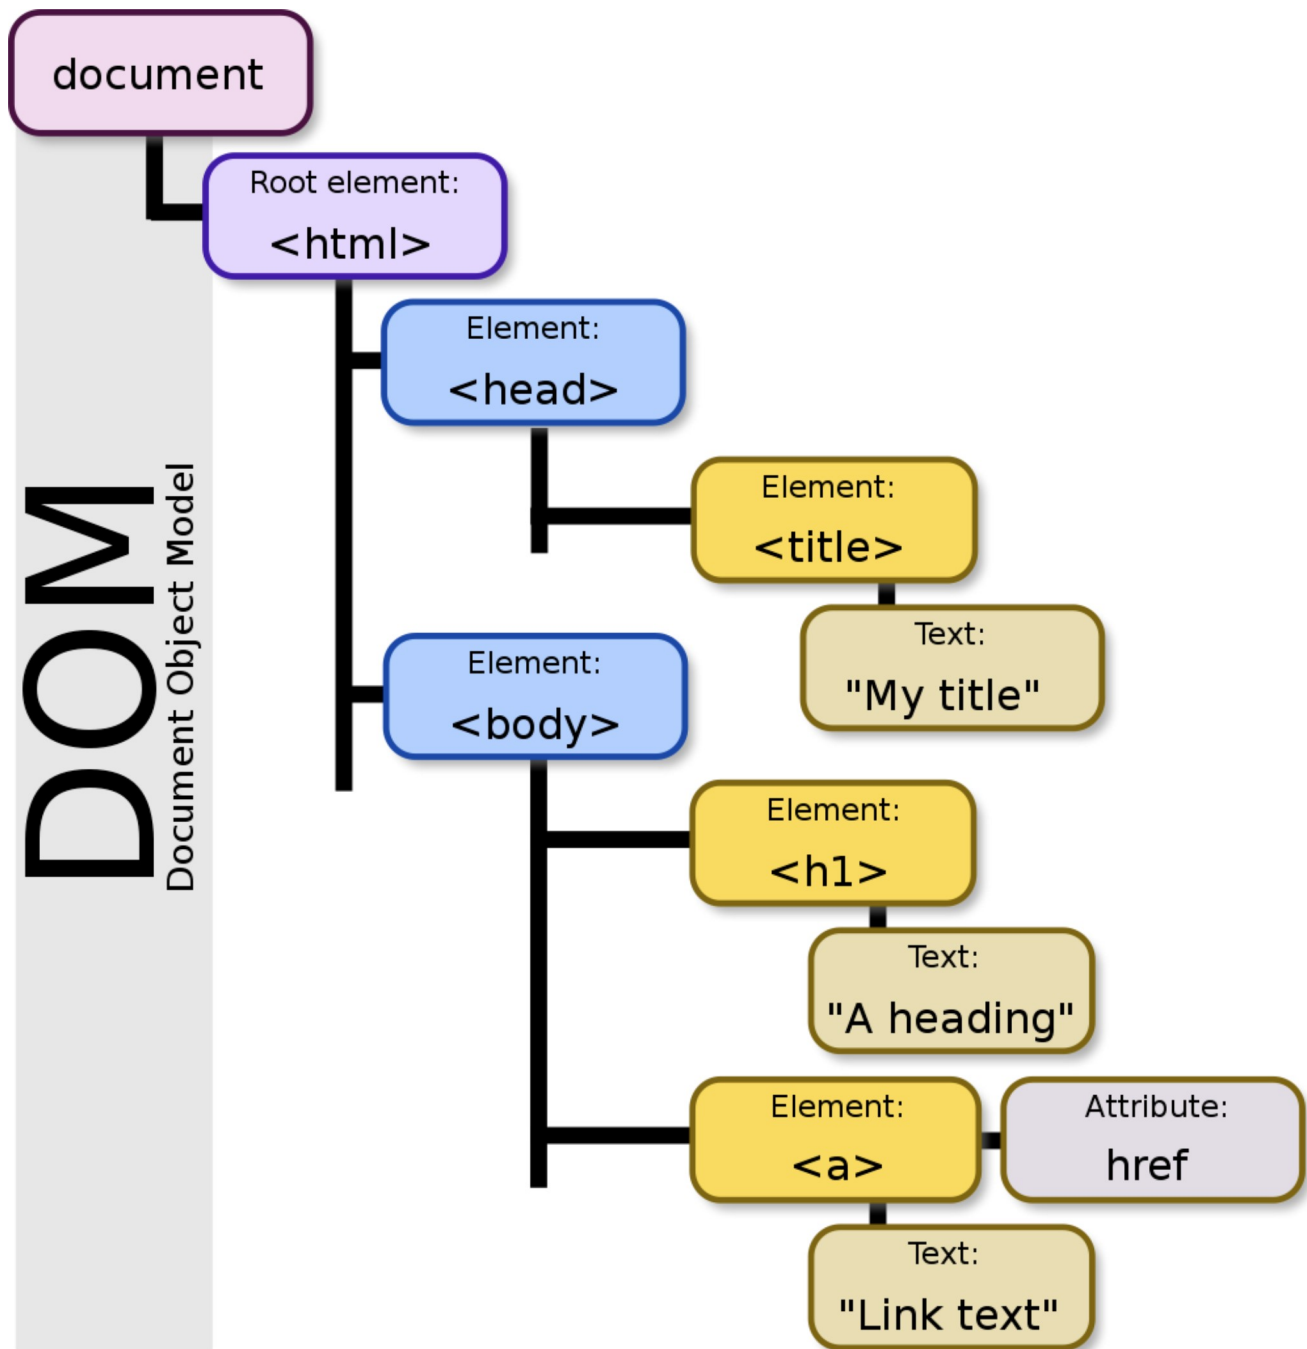 document
Root element:
<html>
Element:
<head>
Element:
<title>
Text:
"My title"
Element:
<body>
Element:
<h1>
Text:
"A heading"
Element:
<a>
Attribute:
href
Text:
"Link text"
DOM
Document Object Model